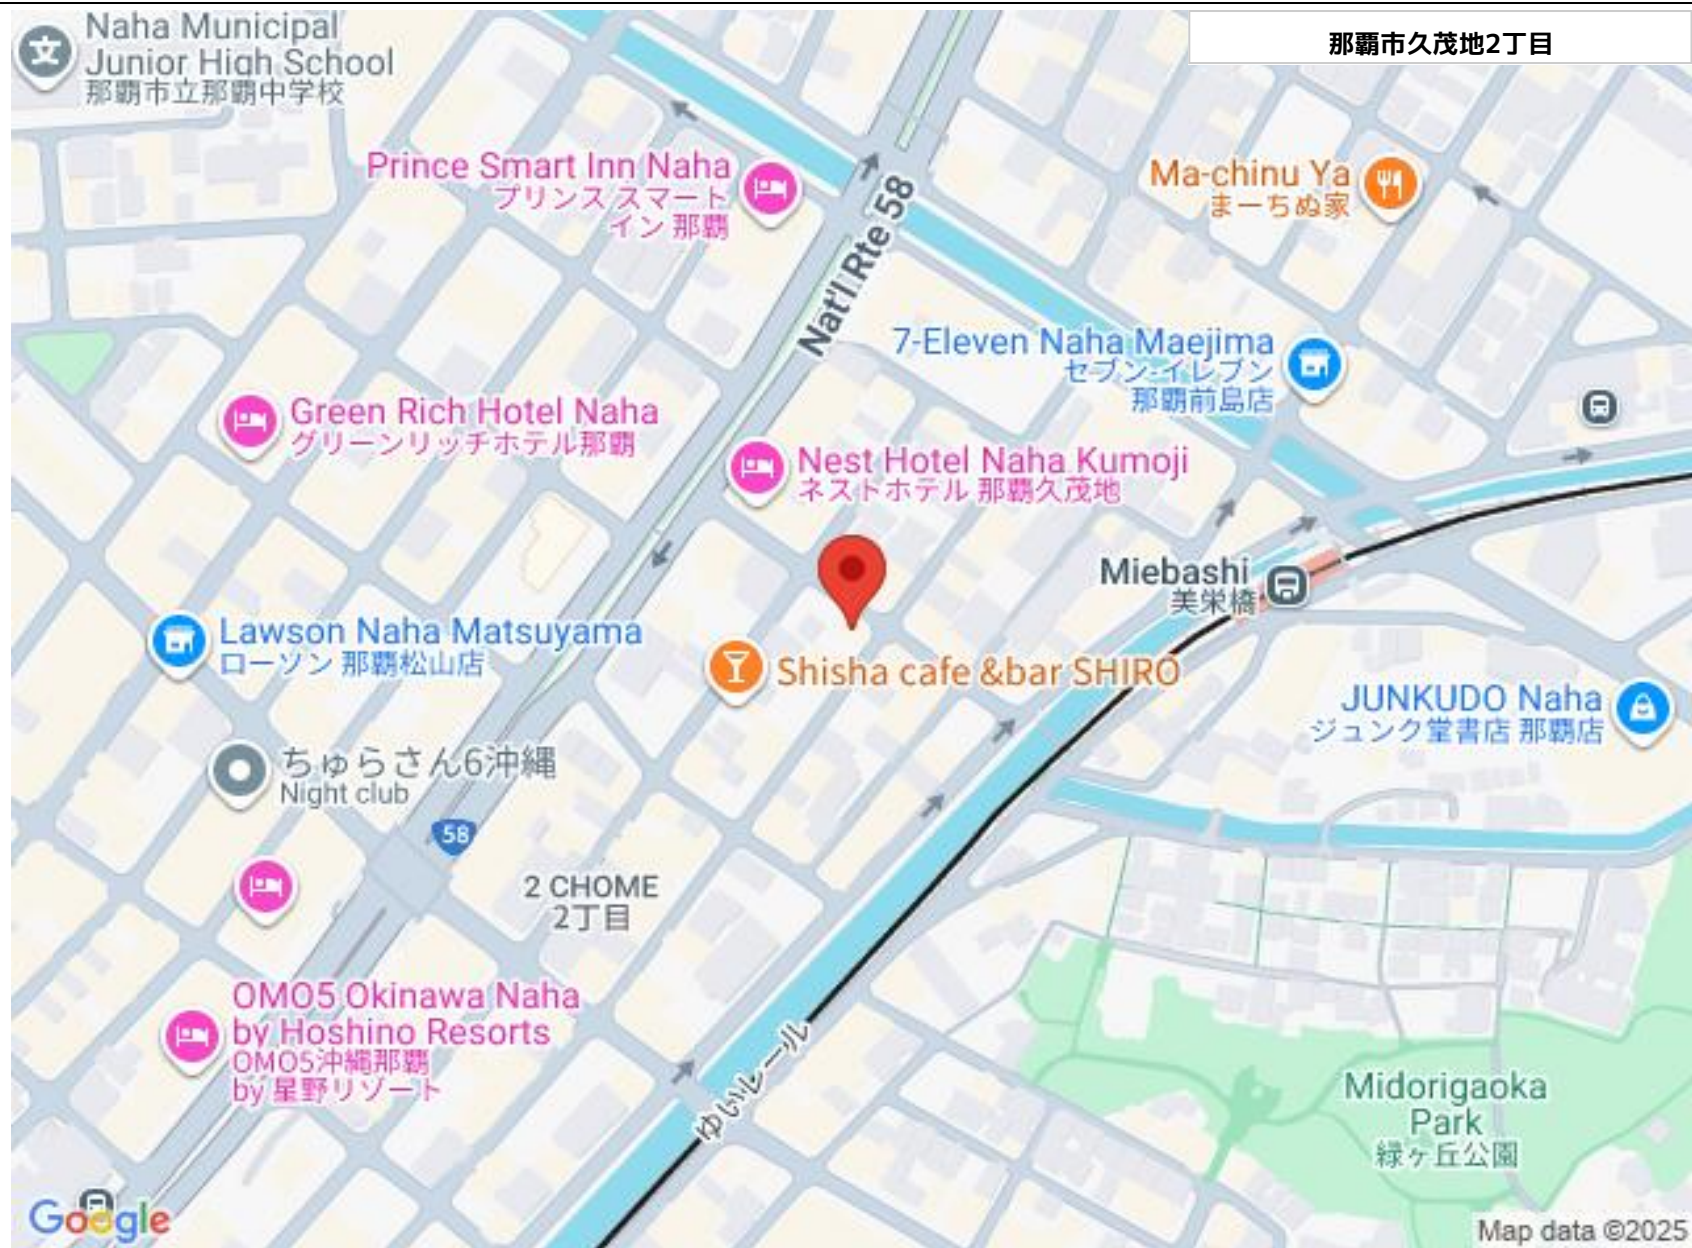 那覇市久茂地2丁目
Naha Municipal
Junior High School
那覇市立那覇中学校
Prince Smart Inn Naha
プリンス スマート
イン 那覇
Ma-chinu Ya
まーちぬ家
Nat'l Rte 58
7-Eleven Naha Maejima
セブン-イレブン
那覇前島店
Green Rich Hotel Naha
グリーンリッチホテル那覇
Nest Hotel Naha Kumoji
ネストホテル 那覇久茂地
Miebashi
美栄橋
Lawson Naha Matsuyama
ローソン 那覇松山店
Shisha cafe &bar SHIRO
JUNKUDO Naha
ジュンク堂書店 那覇店
ちゅらさん6沖縄
Night club
58
2 CHOME
2丁目
OMO5 Okinawa Naha
by Hoshino Resorts
OMO5沖縄那覇
by 星野リゾート
ゆいレール
Midorigaoka
Park
緑ヶ丘公園
Google
Map data ©2025
文